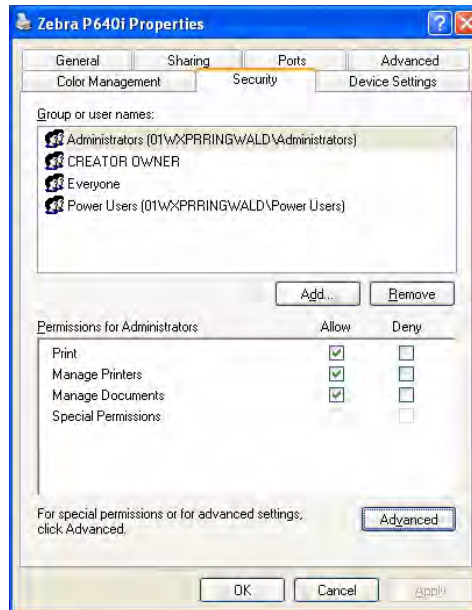 Zebra P640i Properties
General Sharing Ports Advanced
Color Management Security Device Settings
Group or user names:
Administrators (01WXPRRINGWALD\Administrators)
CREATOR OWNER
Everyone
Power Users (01WXPRRINGWALD\Power Users)
Add... Remove
Permissions for Administrators Allow Deny
Print
Manage Printers
Manage Documents
Special Permissions
For special permissions or for advanced settings,
click Advanced.
Advanced
OK Cancel Apply